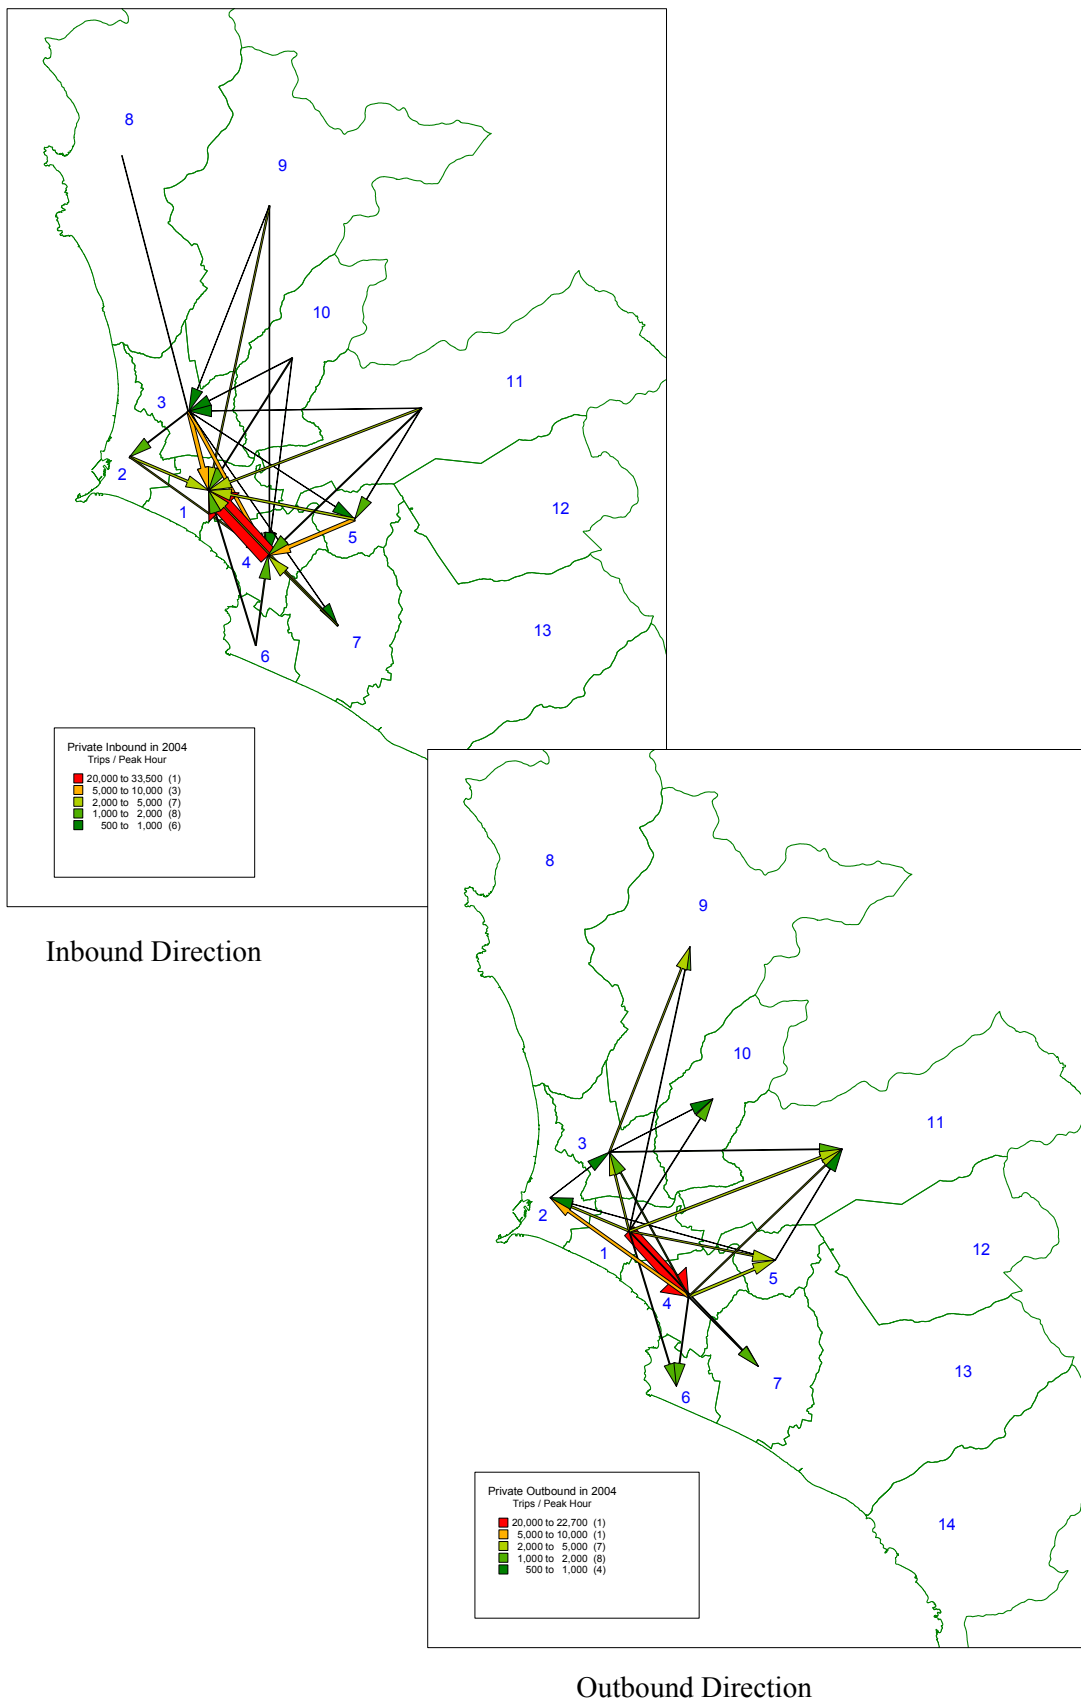 8
9
10
11
3
2
12
1
5
4
13
7
6
Private Inbound in 2004
Trips / Peak Hour
20,000 to 33,500 (1)
5,000 to 10,000 (3)
2,000 to 5,000 (7)
1,000 to 2,000 (8)
500 to 1,000 (6)
Inbound Direction
8
9
10
11
3
2
12
1
5
4
13
7
6
Private Outbound in 2004
Trips / Peak Hour
20,000 to 22,700 (1)
5,000 to 10,000 (1)
2,000 to 5,000 (7)
1,000 to 2,000 (8)
500 to 1,000 (4)
14
Outbound Direction